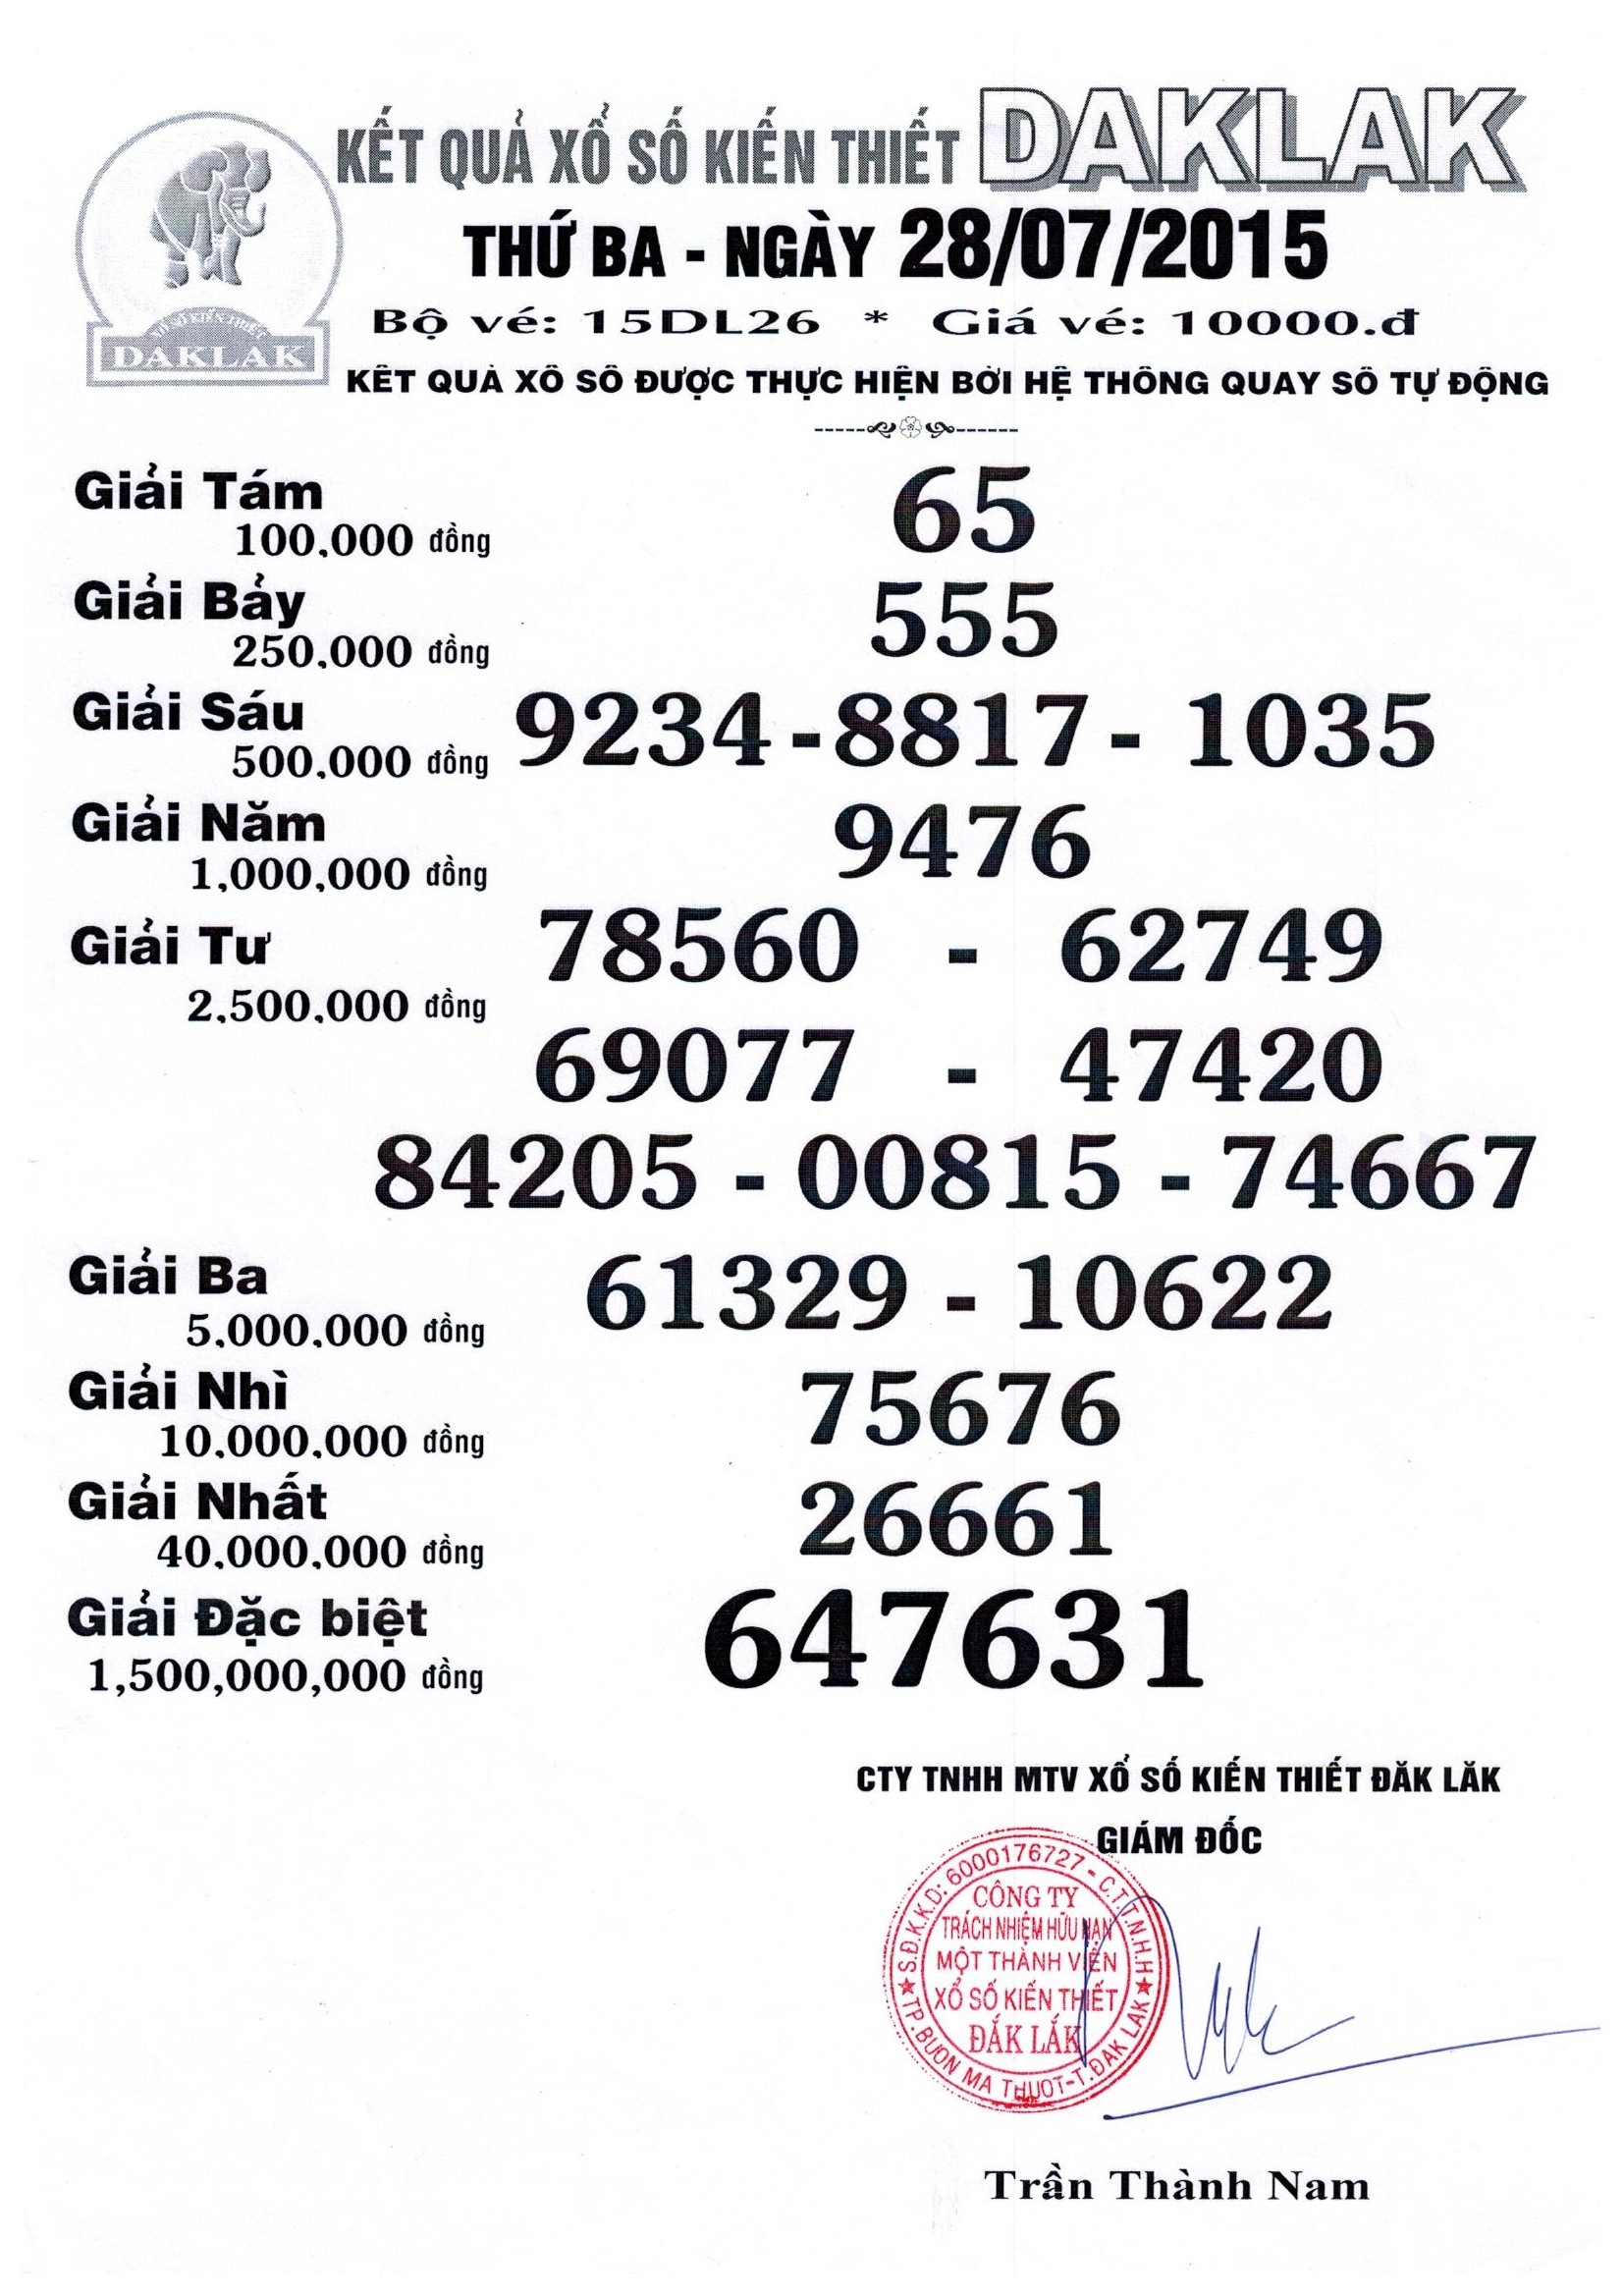 KẾT QUẢ XỔ SỐ KIẾN THIẾT DAKLAK
THỨ BA - NGÀY 28/07/2015
Bộ vé: 15DL26 * Giá vé: 10000.đ
XỔ SỐ KIẾN THIẾT
DAKLAK
KẾT QUẢ XỔ SỐ ĐƯỢC THỰC HIỆN BỞI HỆ THỐNG QUAY SỐ TỰ ĐỘNG
Giải Tám 65
100,000 đồng
Giải Bảy 555
250,000 đồng
Giải Sáu 9234 - 8817 - 1035
500,000 đồng
Giải Năm 9476
1,000,000 đồng
Giải Tư 78560 - 62749
2,500,000 đồng
69077 - 47420
84205 - 00815 - 74667
Giải Ba 61329 - 10622
5,000,000 đồng
Giải Nhì 75676
10,000,000 đồng
Giải Nhất 26661
40,000,000 đồng
Giải Đặc biệt 647631
1,500,000,000 đồng
CTY TNHH MTV XỔ SỐ KIẾN THIẾT ĐĂK LĂK
GIÁM ĐỐC
S.Đ.K.K.D: 6000176727 - C.T.T.N.H.H
CÔNG TY
TRÁCH NHIỆM HỮU HẠN
MỘT THÀNH VIÊN
XỔ SỐ KIẾN THIẾT
ĐẮK LẮK
TP.BUÔN MA THUỘT-T.ĐAK LAK
Trần Thành Nam